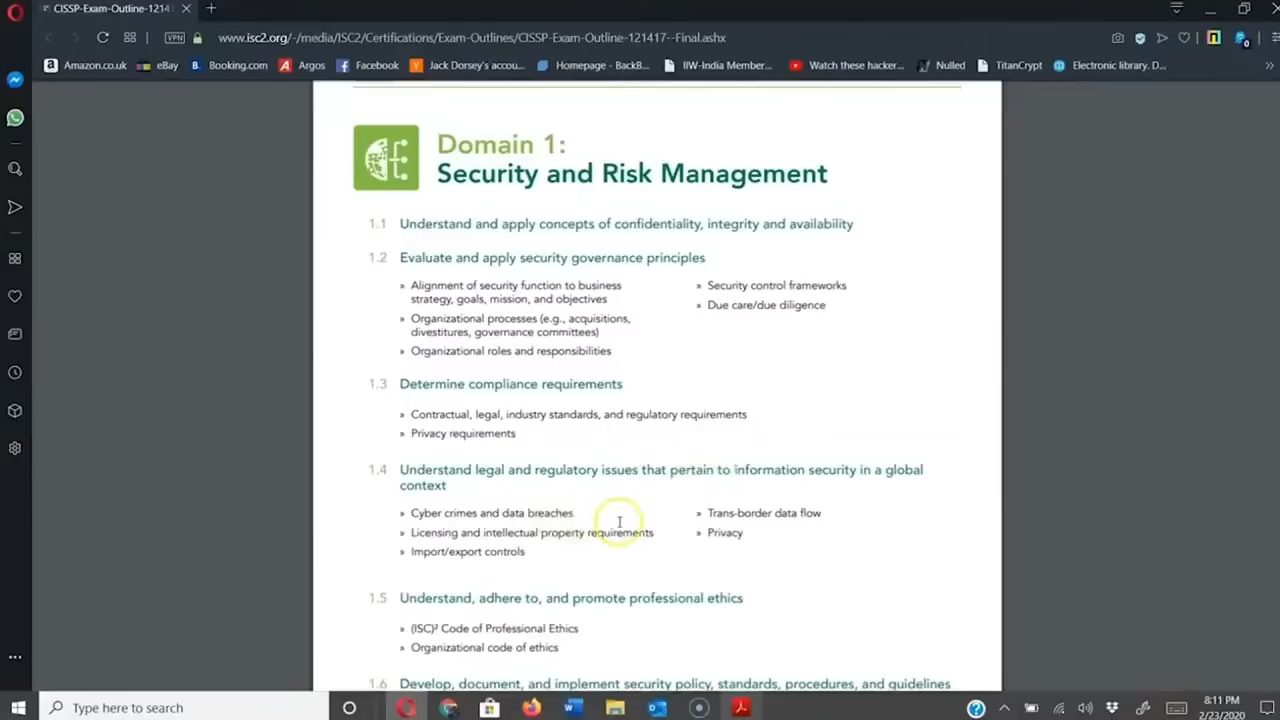 CISSP-Exam-Outline-1214
VPN
www.isc2.org/-/media/ISC2/Certifications/Exam-Outlines/CISSP-Exam-Outline-121417--Final.ashx
Amazon.co.uk
eBay
Booking.com
Argos
Facebook
Jack Dorsey's accou...
Homepage - BackB...
IIW-India Member...
Watch these hacker...
Nulled
TitanCrypt
Electronic library. D...
Domain 1:
Security and Risk Management
1.1 Understand and apply concepts of confidentiality, integrity and availability
1.2 Evaluate and apply security governance principles
» Alignment of security function to business
strategy, goals, mission, and objectives
» Organizational processes (e.g., acquisitions,
divestitures, governance committees)
» Organizational roles and responsibilities
» Security control frameworks
» Due care/due diligence
1.3 Determine compliance requirements
» Contractual, legal, industry standards, and regulatory requirements
» Privacy requirements
1.4 Understand legal and regulatory issues that pertain to information security in a global
context
» Cyber crimes and data breaches
» Licensing and intellectual property requirements
» Import/export controls
» Trans-border data flow
» Privacy
1.5 Understand, adhere to, and promote professional ethics
» (ISC)² Code of Professional Ethics
» Organizational code of ethics
1.6 Develop, document, and implement security policy, standards, procedures, and guidelines
Type here to search
8:11 PM
2/23/2020